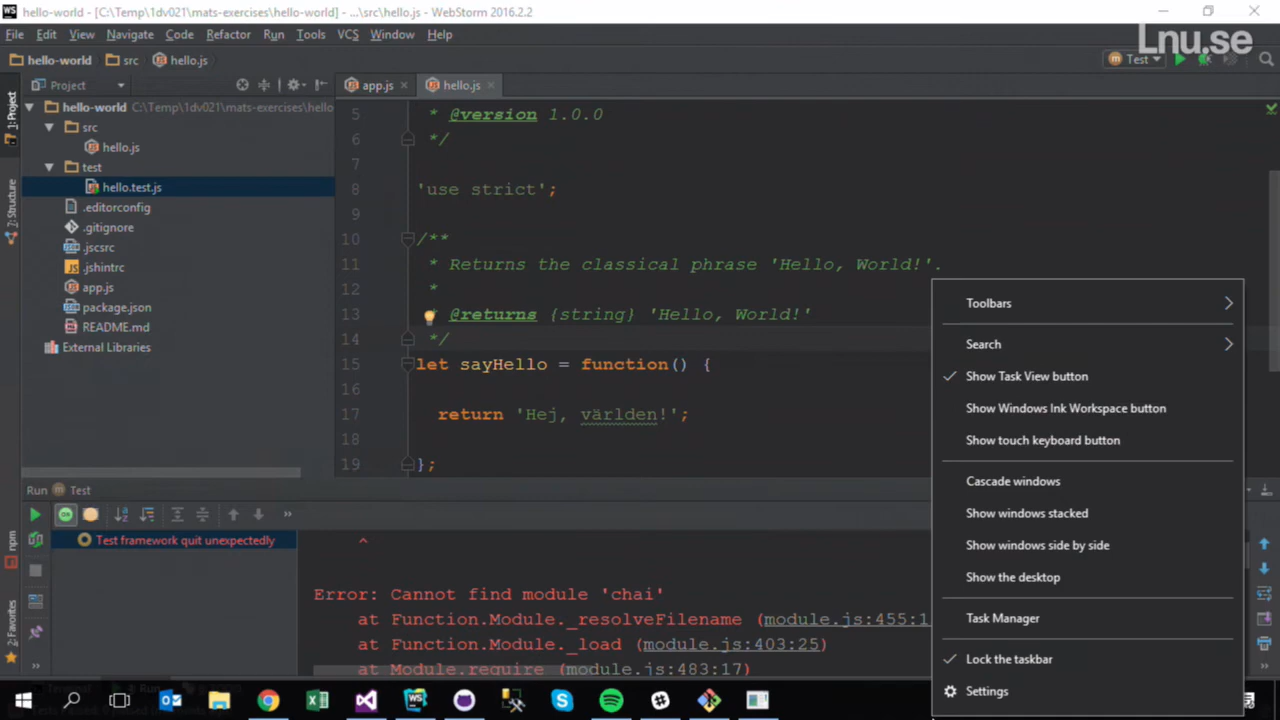 WS hello-world - [C:\Temp\1dv021\mats-exercises\hello-world] - ...\src\hello.js - WebStorm 2016.2.2
File Edit View Navigate Code Refactor Run Tools VCS Window Help
Lnu.se
hello-world src hello.js
Test
Project
app.js hello.js
1: Project
7: Structure
npm
2: Favorites
hello-world C:\Temp\1dv021\mats-exercises\hello
src
hello.js
test
hello.test.js
.editorconfig
.gitignore
.jscsrc
.jshintrc
app.js
package.json
README.md
External Libraries
5 * @version 1.0.0
6 */
7
8 'use strict';
9
10 /**
11 * Returns the classical phrase 'Hello, World!'.
12 *
13 * @returns {string} 'Hello, World!'
14 */
15 let sayHello = function() {
16
17 return 'Hej, världen!';
18
19 };
Run Test
Test framework quit unexpectedly
^
Error: Cannot find module 'chai'
at Function.Module._resolveFilename (module.js:455:1
at Function.Module._load (module.js:403:25)
at Module.require (module.js:483:17)
Toolbars
Search
Show Task View button
Show Windows Ink Workspace button
Show touch keyboard button
Cascade windows
Show windows stacked
Show windows side by side
Show the desktop
Task Manager
Lock the taskbar
Settings